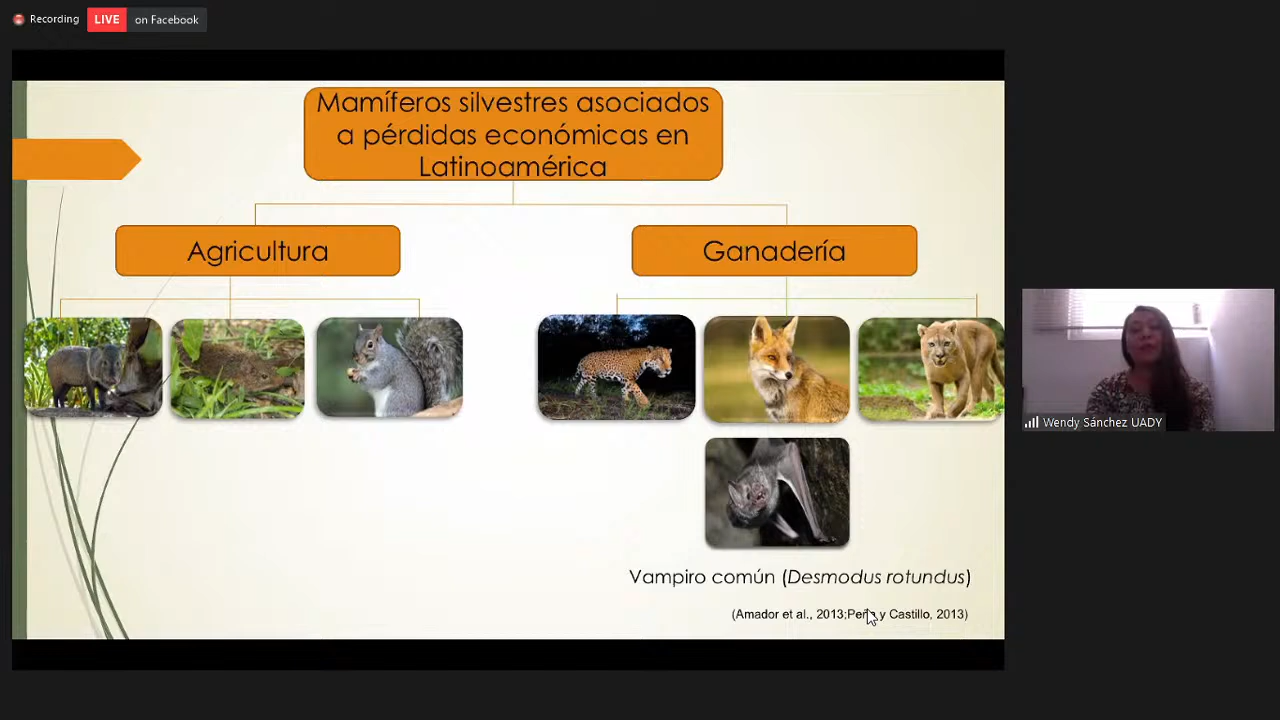 Recording
LIVE on Facebook
Mamíferos silvestres asociados
a pérdidas económicas en
Latinoamérica
Agricultura
Ganadería
Vampiro común (Desmodus rotundus)
(Amador et al., 2013;Peña y Castillo, 2013)
Wendy Sánchez UADY